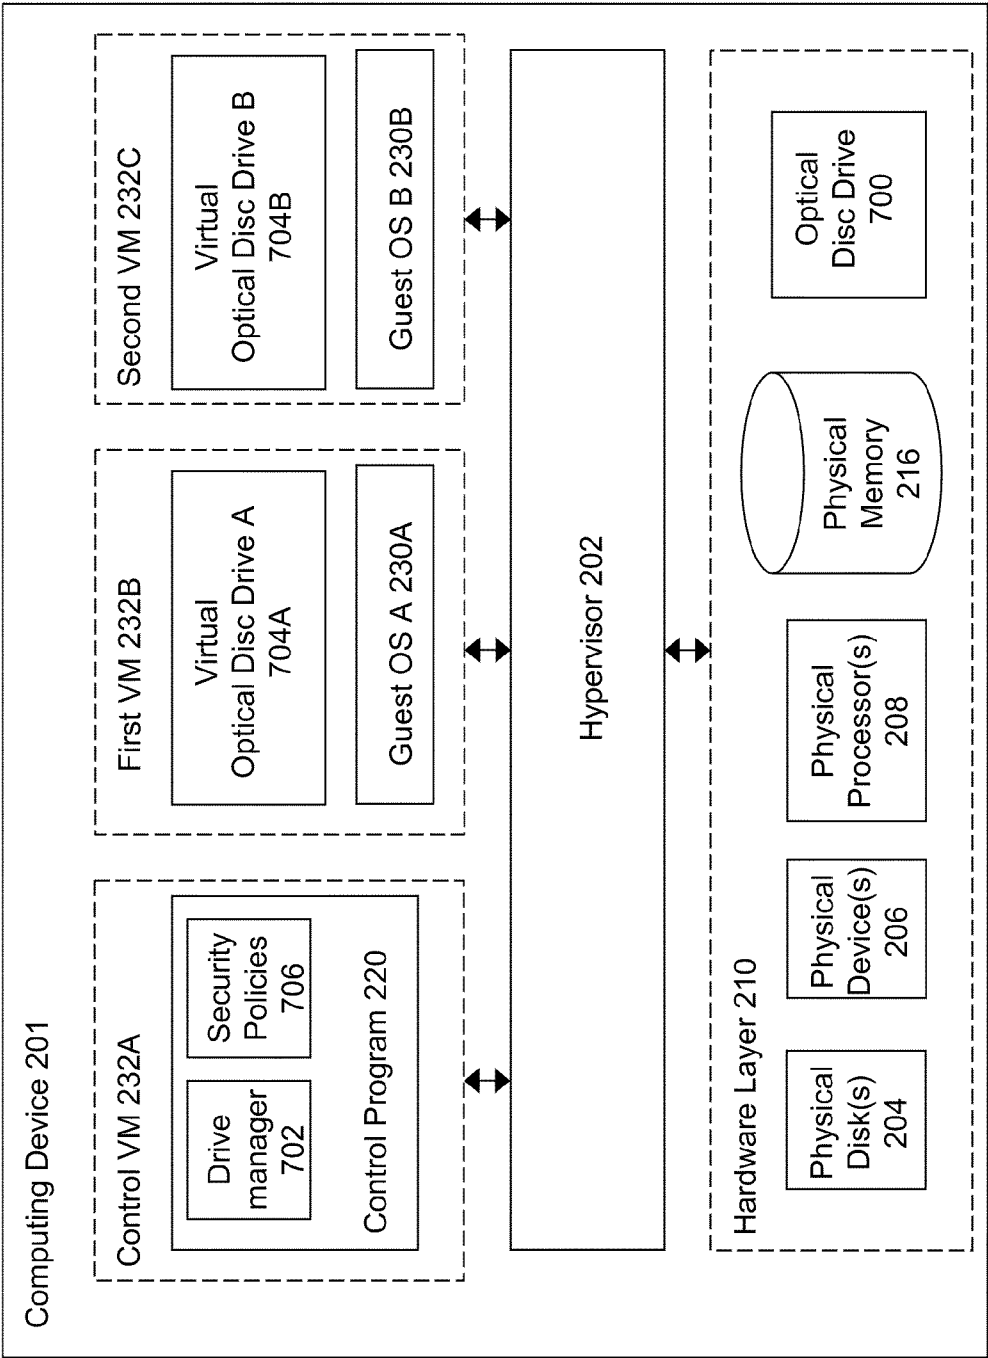 Computing Device 201
Control VM 232A
Drive
manager
702
Security
Policies
706
Control Program 220
First VM 232B
Virtual
Optical Disc Drive A
704A
Guest OS A 230A
Second VM 232C
Virtual
Optical Disc Drive B
704B
Guest OS B 230B
Hypervisor 202
Hardware Layer 210
Physical
Disk(s)
204
Physical
Device(s)
206
Physical
Processor(s)
208
Physical
Memory
216
Optical
Disc Drive
700